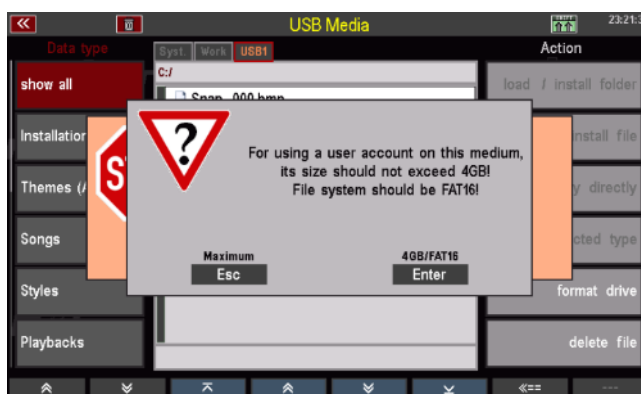 USB Media
23:21:3
Data type
Syst. Work USB1
Action
C:/
show all
load / install folder
Snap_000.bmp
Installation
install file
?
For using a user account on this medium,
its size should not exceed 4GB!
File system should be FAT16!
Themes (A
y directly
Songs
cted type
Maximum
Esc
4GB/FAT16
Enter
Styles
format drive
Playbacks
delete file
<==
---